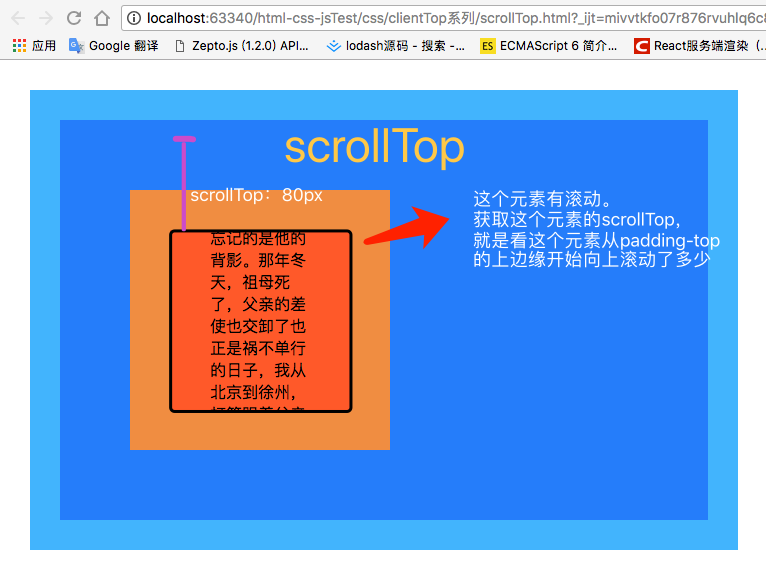 localhost:63340/html-css-jsTest/css/clientTop系列/scrollTop.html?_ijt=mivvtkfo07r876rvuhlq6c8
应用 Google 翻译 Zepto.js (1.2.0) API... lodash源码 - 搜索 -... ES ECMAScript 6 简介... C React服务端渲染（...
scrollTop
scrollTop：80px
这个元素有滚动。
获取这个元素的scrollTop，
就是看这个元素从padding-top
的上边缘开始向上滚动了多少
忘记的是他的
背影。那年冬
天，祖母死
了，父亲的差
使也交卸了也
正是祸不单行
的日子，我从
北京到徐州，